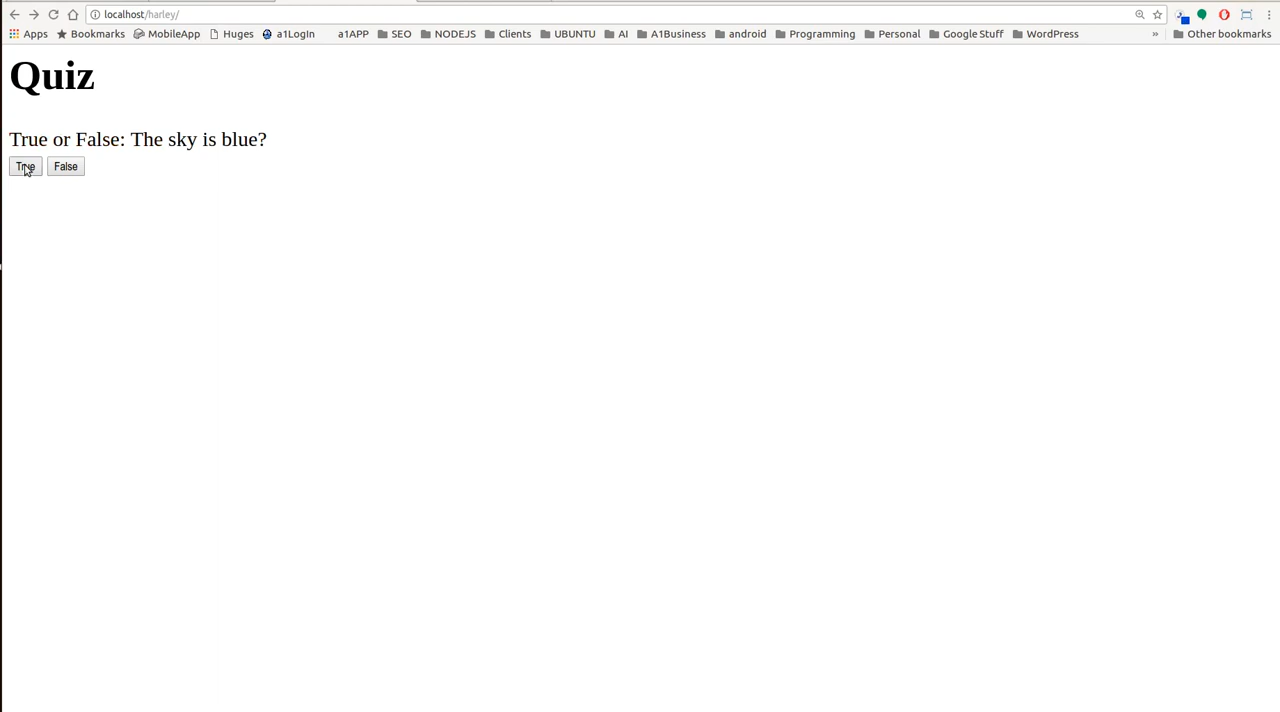 localhost/harley/
Apps Bookmarks MobileApp Huges a1LogIn a1APP SEO NODEJS Clients UBUNTU AI A1Business android Programming Personal Google Stuff WordPress » Other bookmarks
Quiz
True or False: The sky is blue?
True False